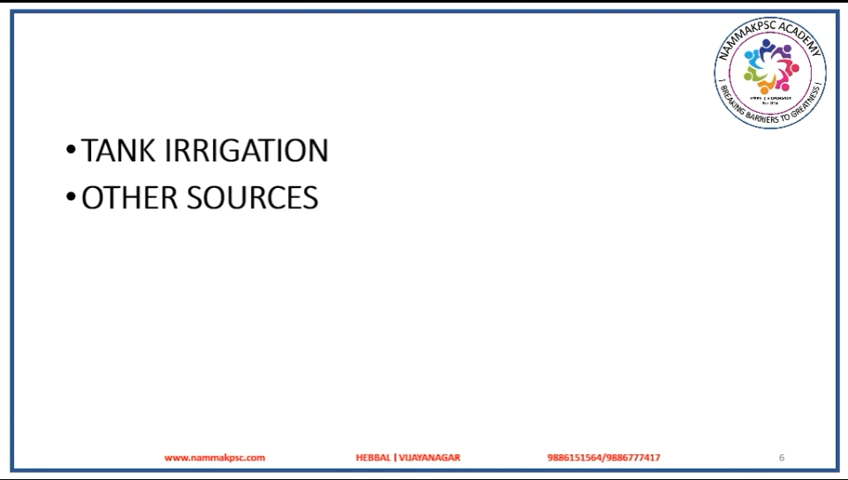 NAMMAKPSC ACADEMY
| BREAKING BARRIERS TO GREATNESS |
•TANK IRRIGATION
•OTHER SOURCES
www.nammakpsc.com
HEBBAL | VIJAYANAGAR
9886151564/9886777417
6